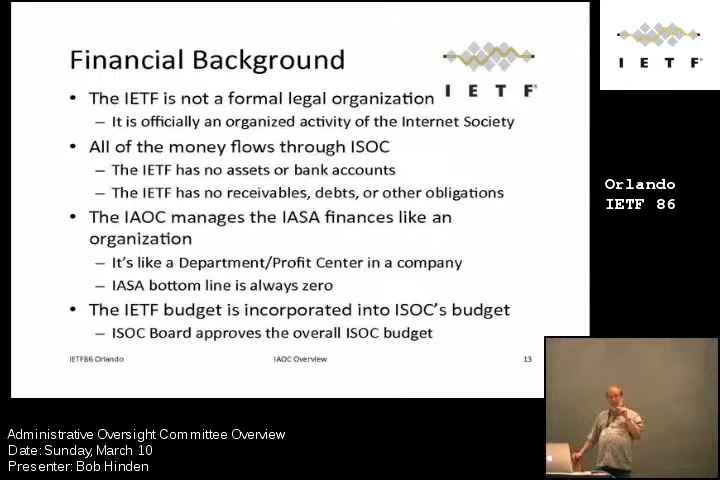 Financial Background
I E T F®
• The IETF is not a formal legal organization
– It is officially an organized activity of the Internet Society
• All of the money flows through ISOC
– The IETF has no assets or bank accounts
– The IETF has no receivables, debts, or other obligations
• The IAOC manages the IASA finances like an
organization
– It's like a Department/Profit Center in a company
– IASA bottom line is always zero
• The IETF budget is incorporated into ISOC's budget
– ISOC Board approves the overall ISOC budget
IETF86 Orlando
IAOC Overview
13
I E T F®
Orlando
IETF 86
Administrative Oversight Committee Overview
Date: Sunday, March 10
Presenter: Bob Hinden